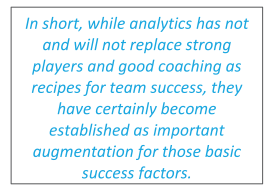 In short, while analytics has not
and will not replace strong
players and good coaching as
recipes for team success, they
have certainly become
established as important
augmentation for those basic
success factors.